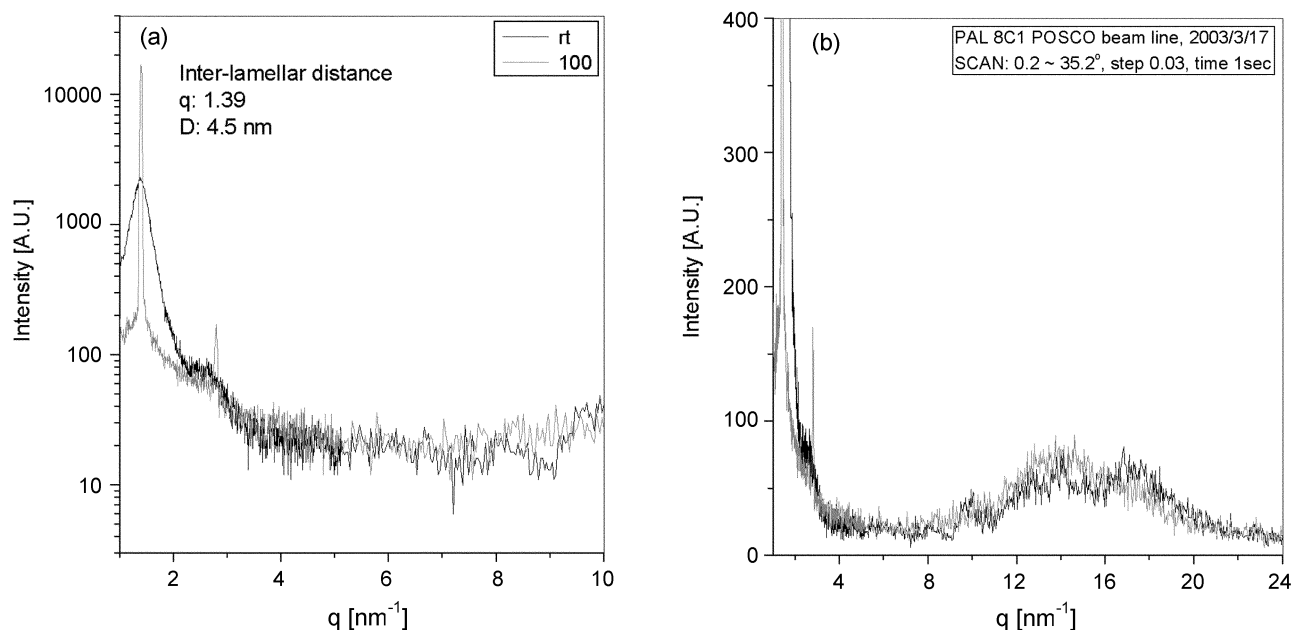 (a)
rt
100
Inter-lamellar distance
q: 1.39
D: 4.5 nm
10000
1000
100
10
Intensity [A.U.]
2
4
6
8
10
q [nm⁻¹]
(b)
PAL 8C1 POSCO beam line, 2003/3/17
SCAN: 0.2 ~ 35.2°, step 0.03, time 1sec
400
300
200
100
0
Intensity [A.U.]
4
8
12
16
20
24
q [nm⁻¹]